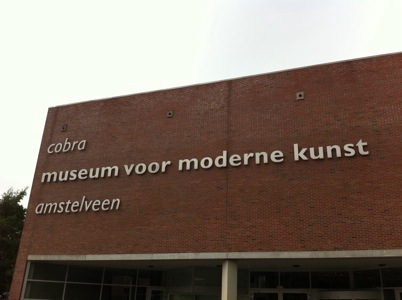 cobra
museum voor moderne kunst
amstelveen